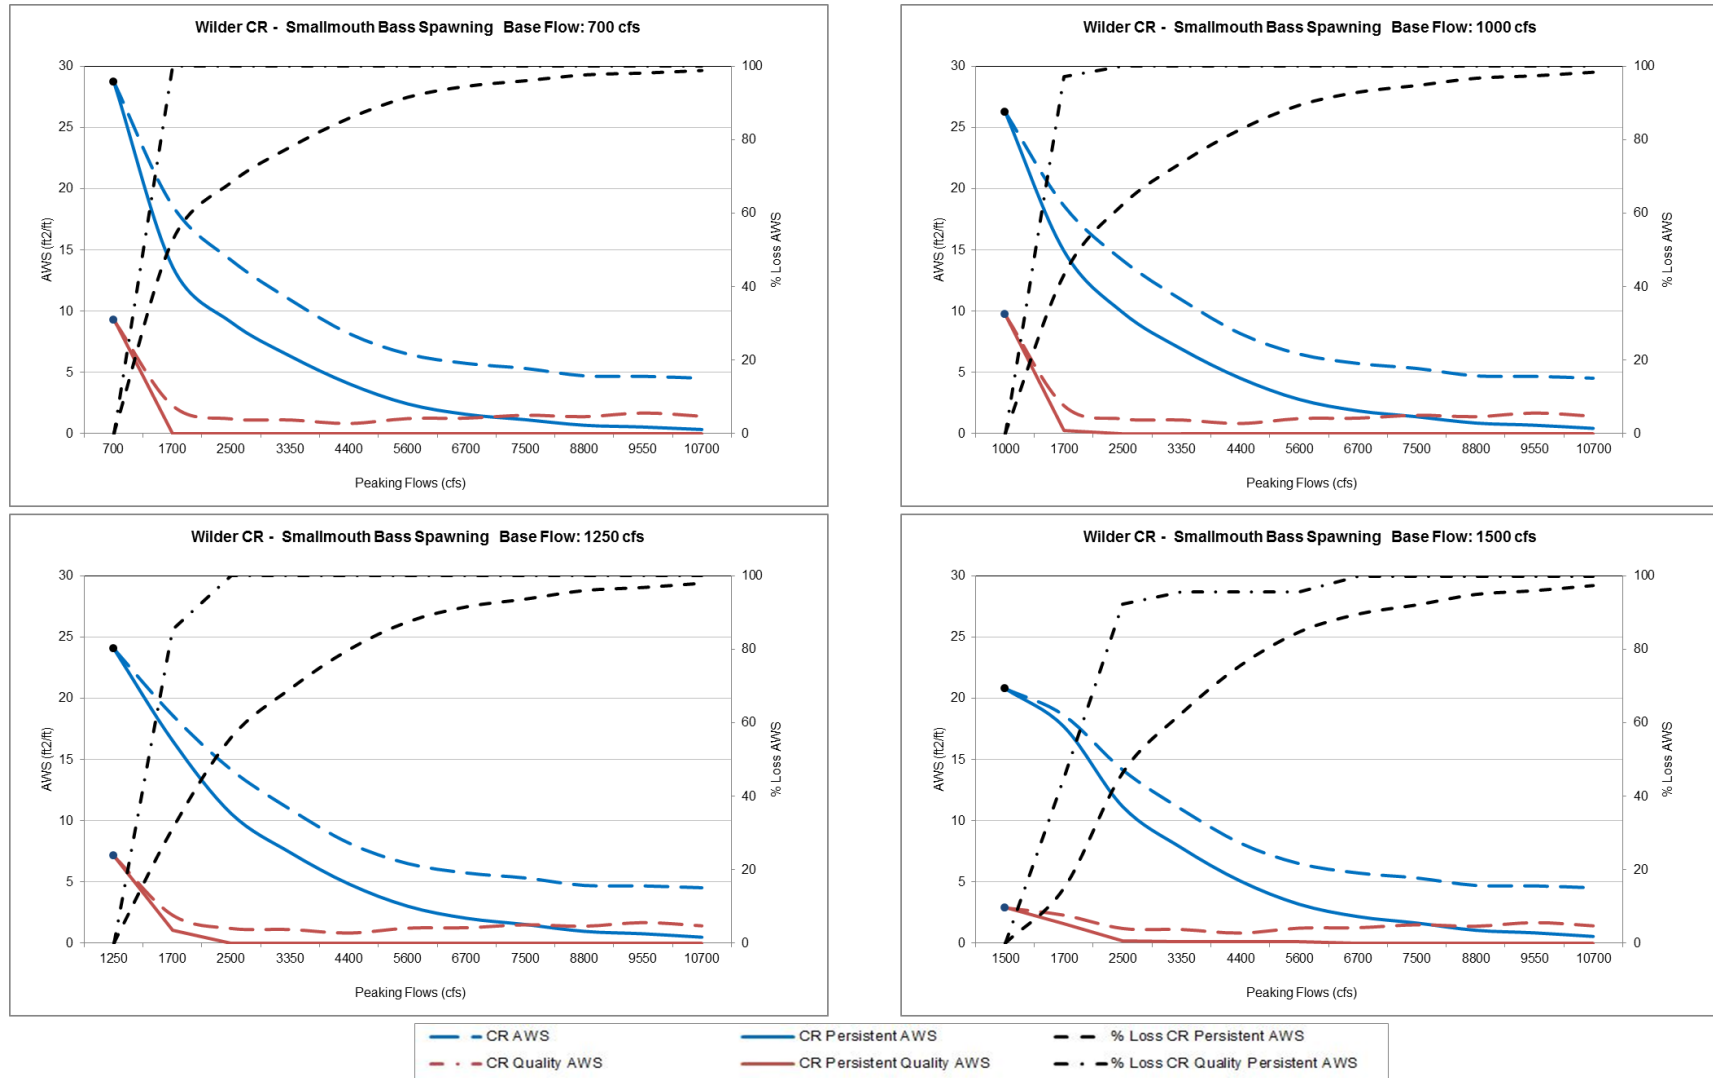 Wilder CR - Smallmouth Bass Spawning Base Flow: 700 cfs
30
25
20
15
10
5
0
AWS (ft2/ft)
100
80
60
40
20
0
% Loss AWS
700 1700 2500 3350 4400 5600 6700 7500 8800 9550 10700
Peaking Flows (cfs)
Wilder CR - Smallmouth Bass Spawning Base Flow: 1000 cfs
30
25
20
15
10
5
0
AWS (ft2/ft)
100
80
60
40
20
0
% Loss AWS
1000 1700 2500 3350 4400 5600 6700 7500 8800 9550 10700
Peaking Flows (cfs)
Wilder CR - Smallmouth Bass Spawning Base Flow: 1250 cfs
30
25
20
15
10
5
0
AWS (ft2/ft)
100
80
60
40
20
0
% Loss AWS
1250 1700 2500 3350 4400 5600 6700 7500 8800 9550 10700
Peaking Flows (cfs)
Wilder CR - Smallmouth Bass Spawning Base Flow: 1500 cfs
30
25
20
15
10
5
0
AWS (ft2/ft)
100
80
60
40
20
0
% Loss AWS
1500 1700 2500 3350 4400 5600 6700 7500 8800 9550 10700
Peaking Flows (cfs)
CR AWS CR Persistent AWS % Loss CR Persistent AWS
CR Quality AWS CR Persistent Quality AWS % Loss CR Quality Persistent AWS